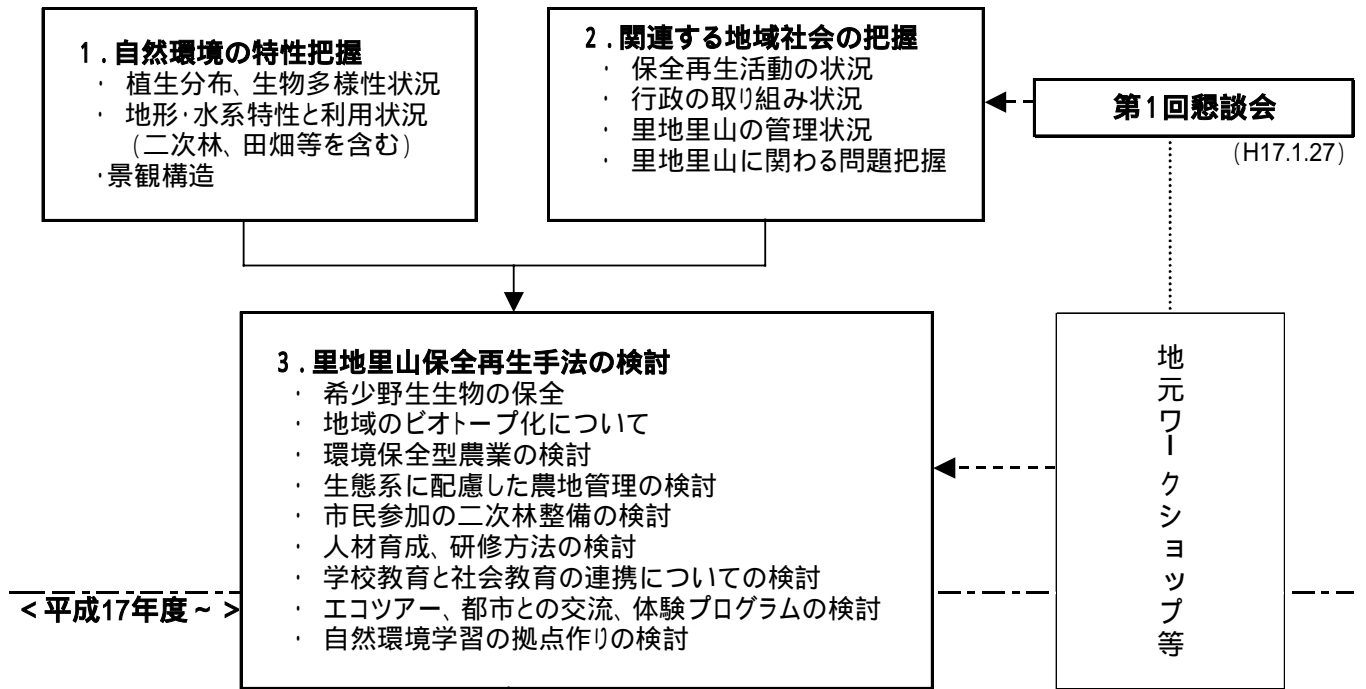 1.自然環境の特性把握
· 植生分布、生物多様性状況
· 地形·水系特性と利用状況
(二次林、田畑等を含む)
·景観構造
2.関連する地域社会の把握
· 保全再生活動の状況
· 行政の取り組み状況
· 里地里山の管理状況
· 里地里山に関わる問題把握
第1回懇談会
(H17.1.27)
3.里地里山保全再生手法の検討
· 希少野生生物の保全
· 地域のビオトープ化について
· 環境保全型農業の検討
· 生態系に配慮した農地管理の検討
· 市民参加の二次林整備の検討
· 人材育成、研修方法の検討
· 学校教育と社会教育の連携についての検討
· エコツアー、都市との交流、体験プログラムの検討
· 自然環境学習の拠点作りの検討
<平成17年度~>
地元ワークショップ等